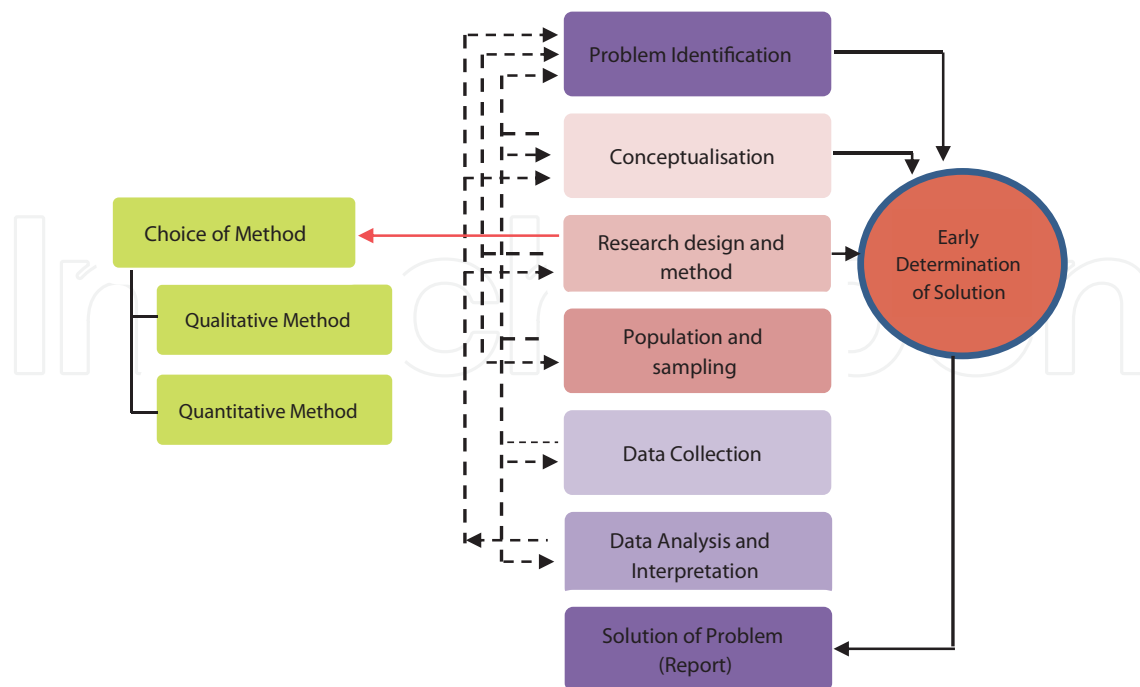 Problem Identification
Conceptualisation
Choice of Method
Research design and
method
Early
Determination
of Solution
Qualitative Method
Population and
sampling
Quantitative Method
Data Collection
Data Analysis and
Interpretation
Solution of Problem
(Report)